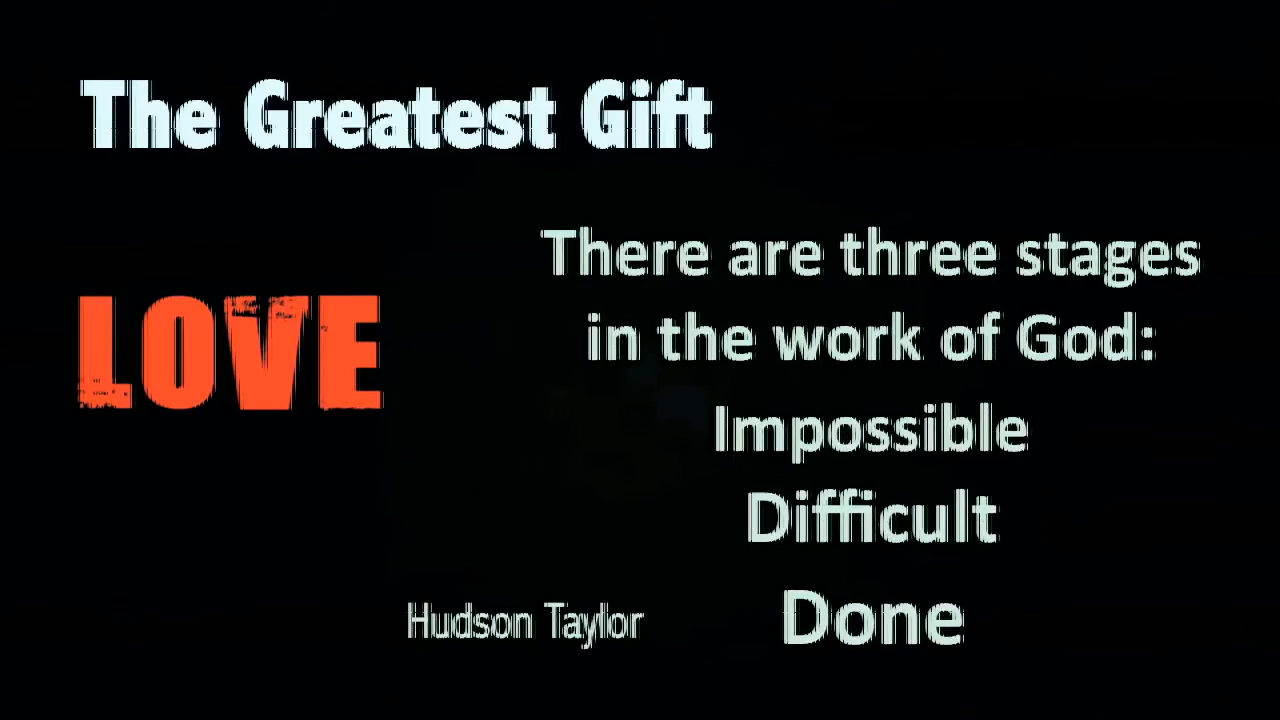 The Greatest Gift
LOVE
There are three stages
in the work of God:
Impossible
Difficult
Done
Hudson Taylor